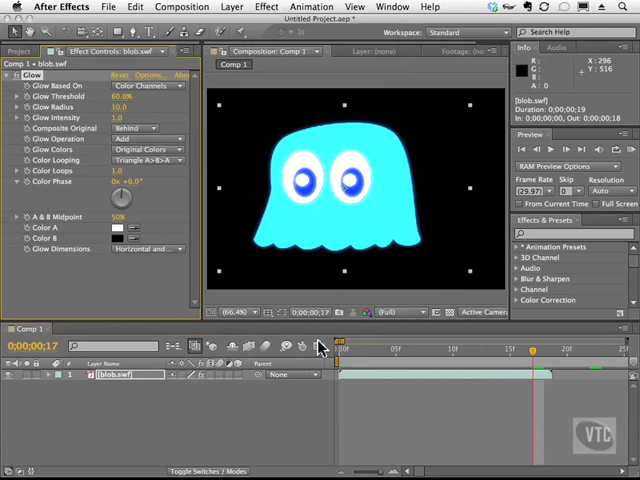 After Effects File Edit Composition Layer Effect Animation View Window Help
Untitled Project.aep *
Workspace: Standard Search Help
Project Effect Controls: blob.swf Composition: Comp 1 Layer: (none) Footage: (no Info Audio
Comp 1 • blob.swf
Comp 1
fx Glow Reset Options... Abo
Glow Based On Color Channels
Glow Threshold 60.0%
Glow Radius 10.0
Glow Intensity 1.0
Composite Original Behind
Glow Operation Add
Glow Colors Original Colors
Color Looping Triangle A>B>A
Color Loops 1.0
Color Phase 0x +0.0°
A & B Midpoint 50%
Color A
Color B
Glow Dimensions Horizontal and...
R :
G :
B :
A : 0
X : 296
Y : 516
[blob.swf]
Duration: 0;00;00;19
In: 0;00;00;00, Out: 0;00;00;18
Preview
RAM Preview Options
Frame Rate Skip Resolution
(29.97) 0 Auto
From Current Time Full Screen
Effects & Presets
* Animation Presets
3D Channel
Audio
Blur & Sharpen
Channel
Color Correction
(66.4%) 0;00;00;17 (Full) Active Camera
Comp 1
0;00;00;17
:00f 05f 10f 15f 20f 25f
# Layer Name Parent
1 [blob.swf] None
VTC
Toggle Switches / Modes